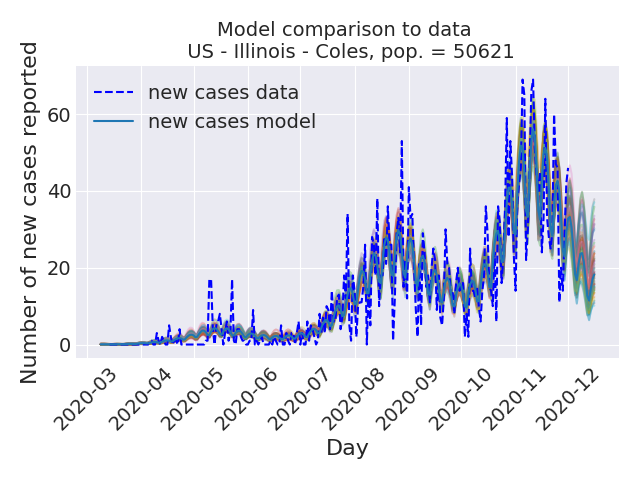 Model comparison to data
US - Illinois - Coles, pop. = 50621
Number of new cases reported
60
40
20
0
new cases data
new cases model
2020-03
2020-04
2020-05
2020-06
2020-07
2020-08
2020-09
2020-10
2020-11
2020-12
Day